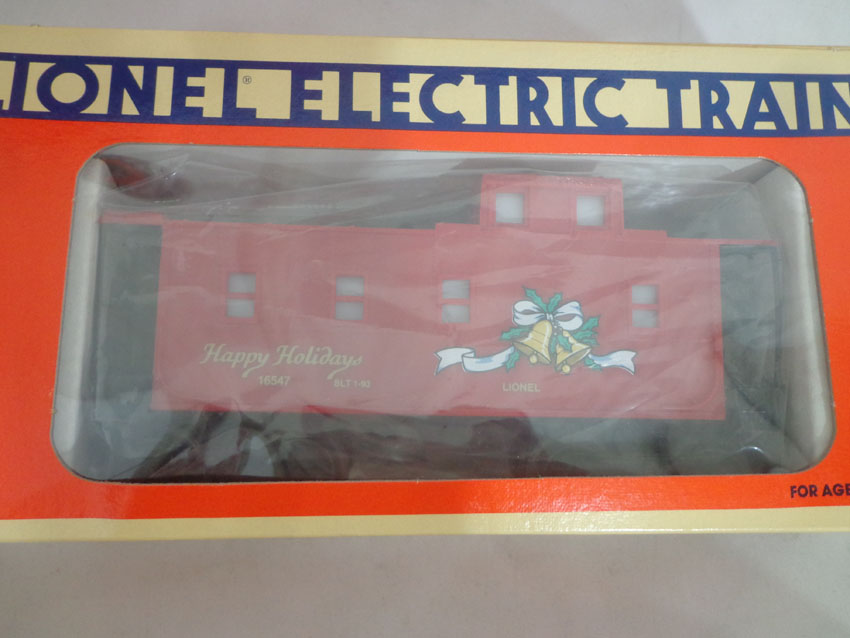 LIONEL® ELECTRIC TRAIN
Happy Holidays
16547 BLT 1-90
LIONEL
FOR AGE